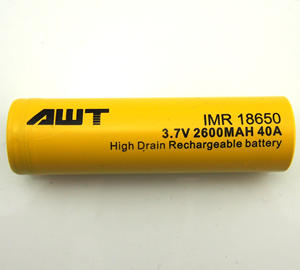 AWT
IMR 18650
3.7V 2600MAH 40A
High Drain Rechargeable battery